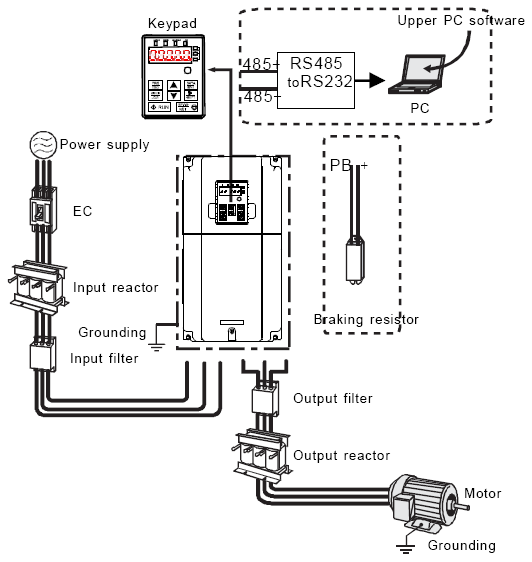 Keypad
Upper PC software
485+
485+
RS485
toRS232
PC
Power supply
PB +
EC
Input reactor
Grounding
Braking resistor
Input filter
Output filter
Output reactor
Motor
Grounding